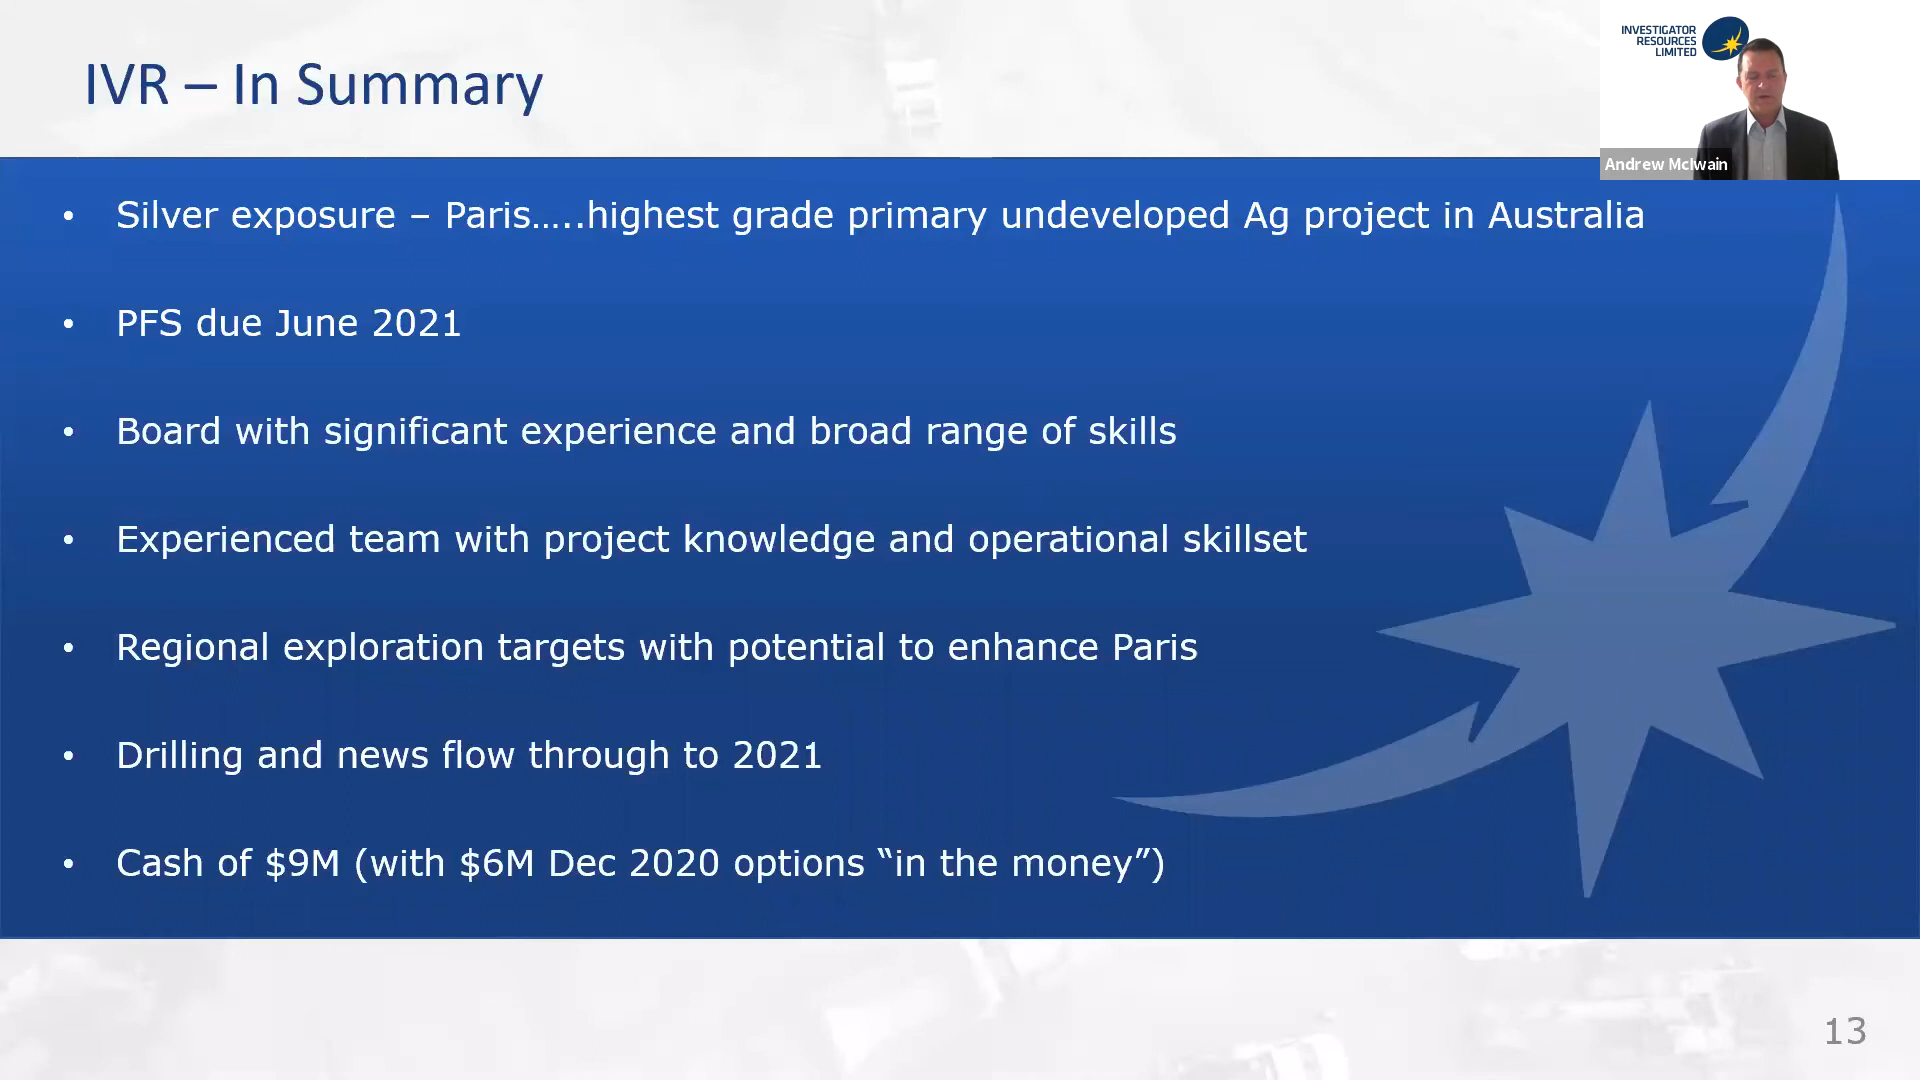 IVR – In Summary
INVESTIGATOR
RESOURCES
LIMITED
Andrew McIwain
• Silver exposure – Paris.....highest grade primary undeveloped Ag project in Australia
• PFS due June 2021
• Board with significant experience and broad range of skills
• Experienced team with project knowledge and operational skillset
• Regional exploration targets with potential to enhance Paris
• Drilling and news flow through to 2021
• Cash of $9M (with $6M Dec 2020 options “in the money”)
13